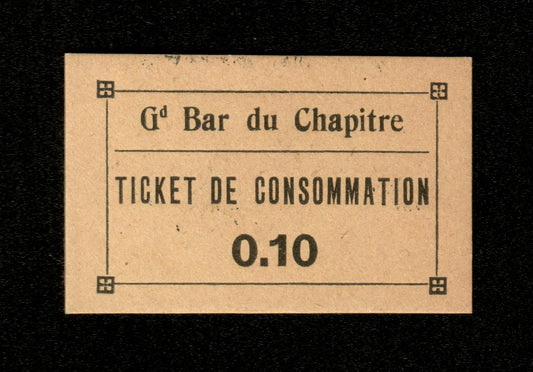 Gᵈ Bar du Chapitre
TICKET DE CONSOMMATION
0.10